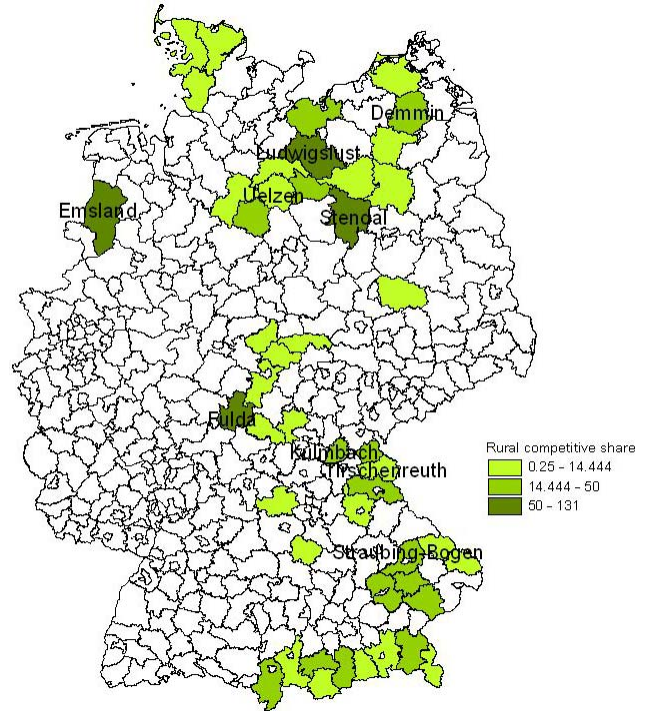 Demmin
Ludwigslust
Uelzen
Emsland
Stendal
Fulda
Kulmbach
Tirschenreuth
Straubing-Bogen
Rural competitive share
0.25 - 14.444
14.444 - 50
50 - 131